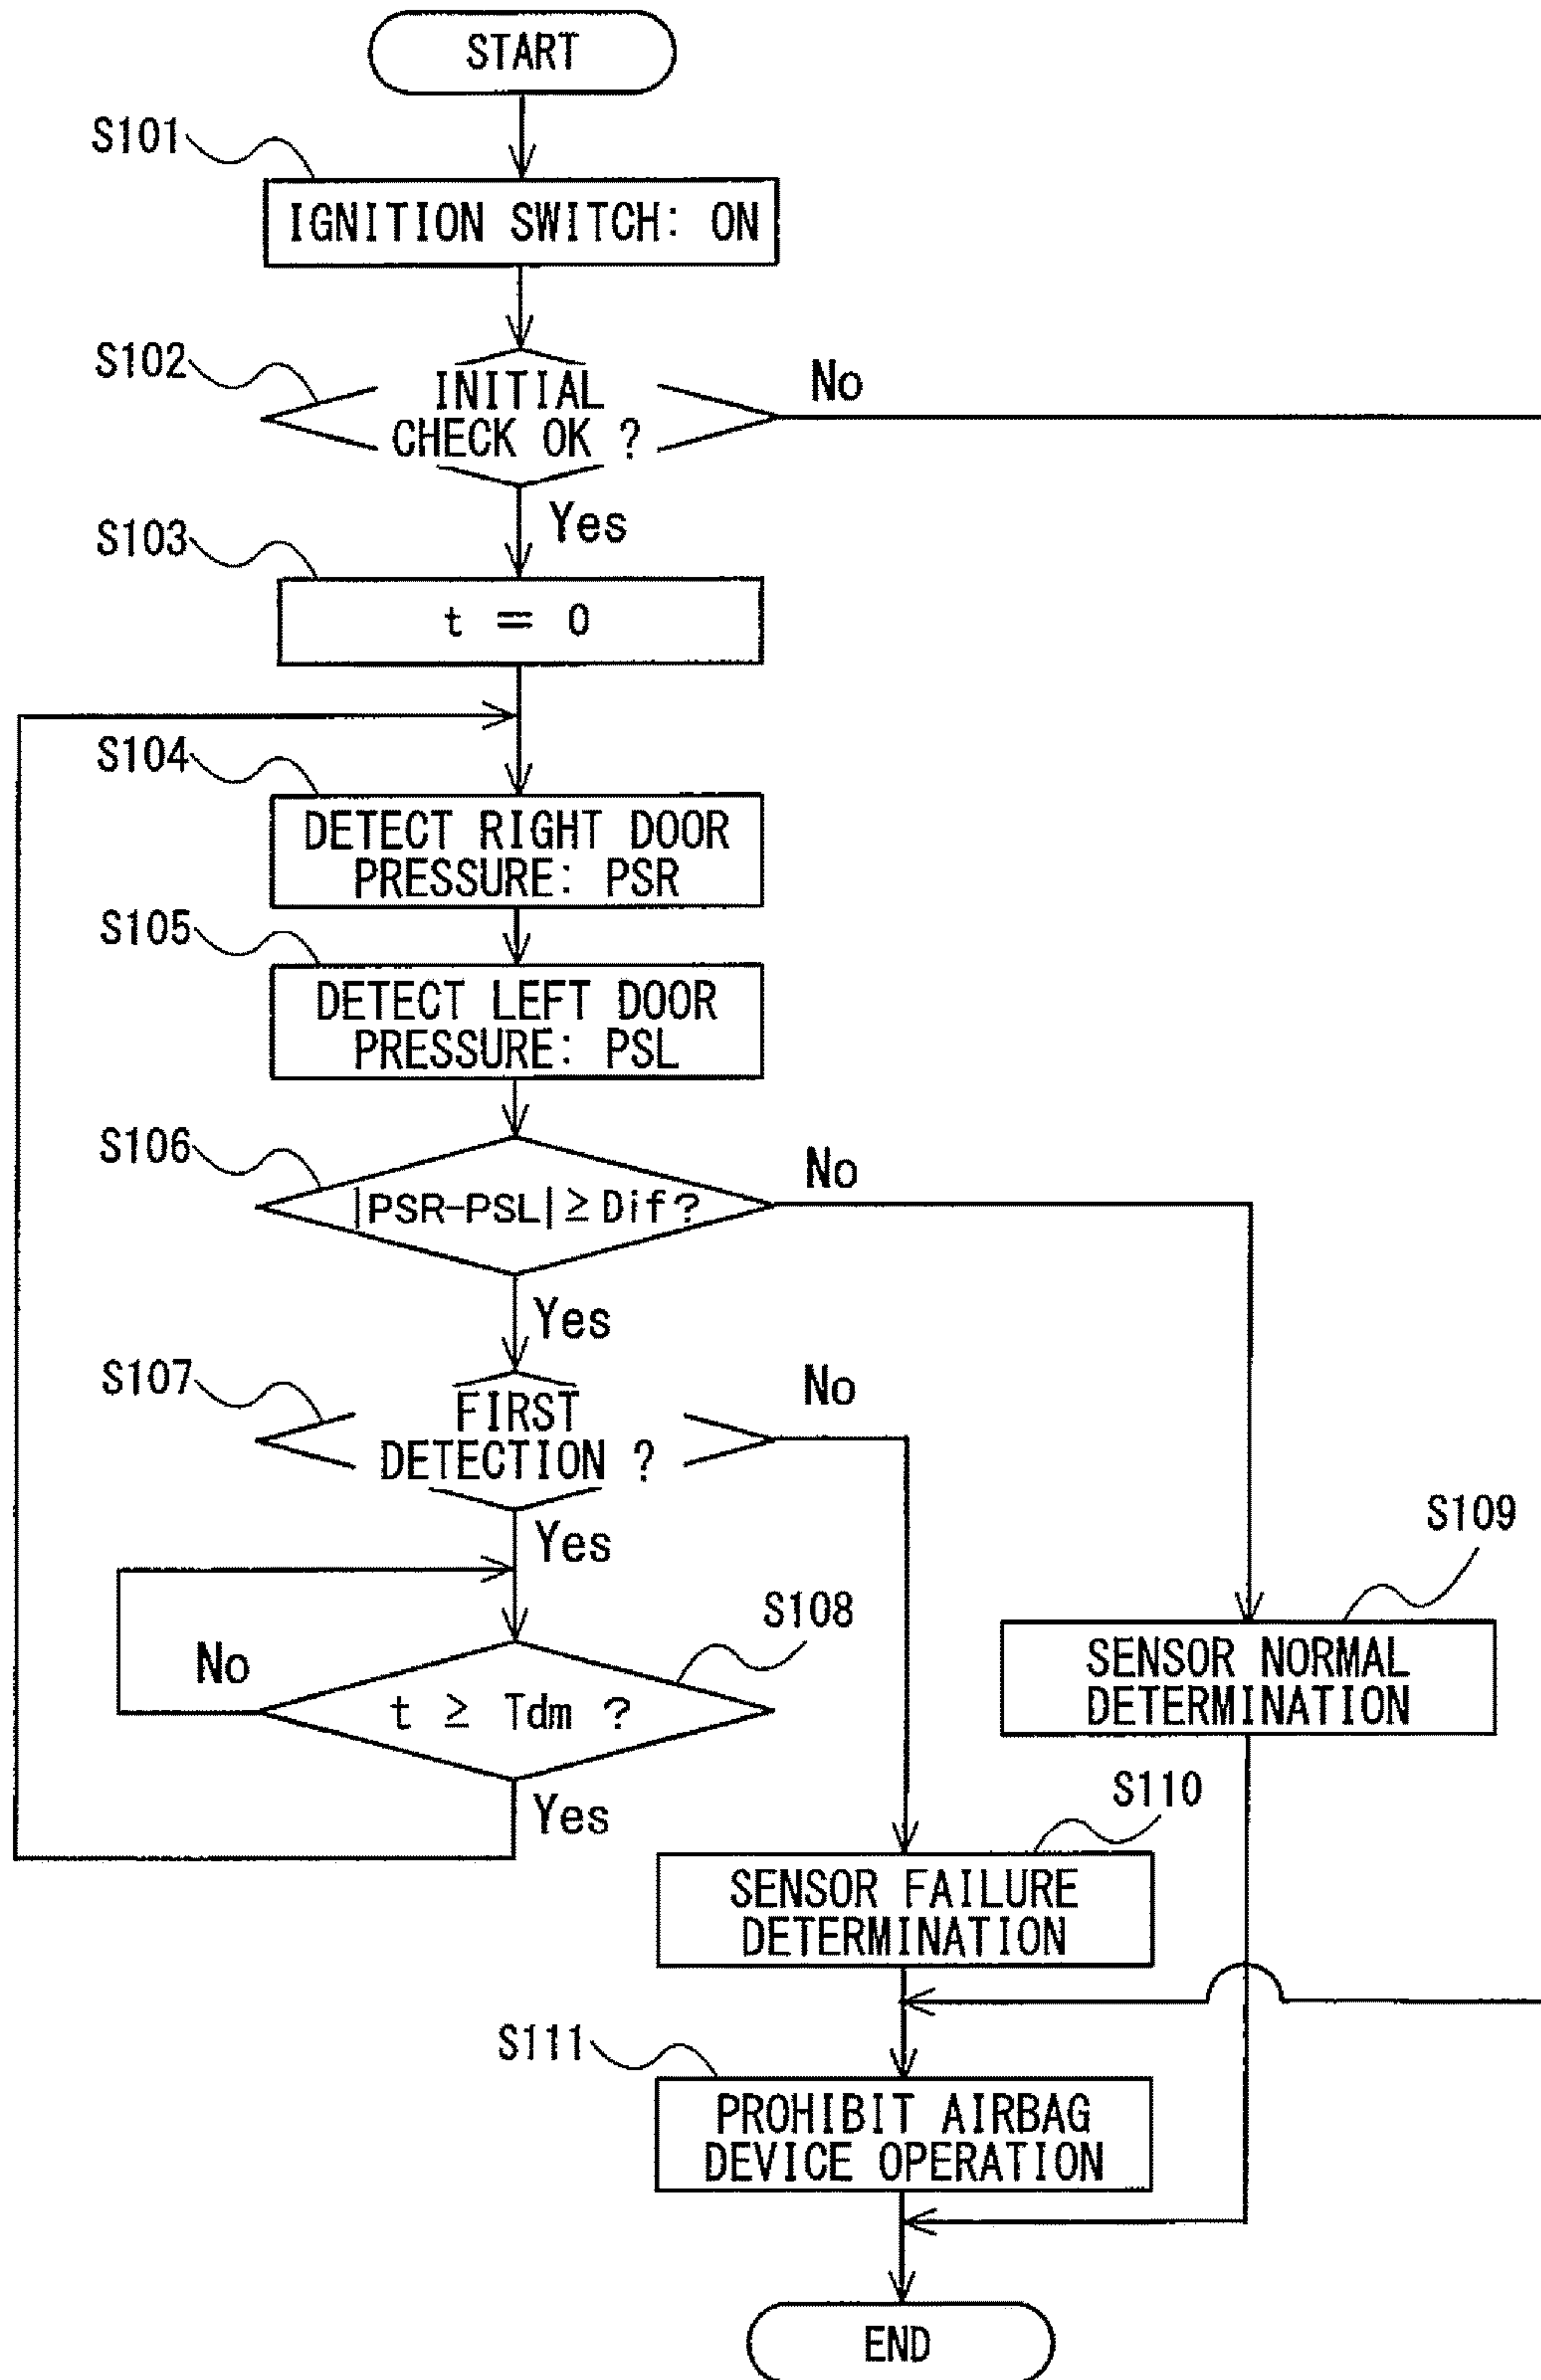 START
S101
IGNITION SWITCH: ON
S102
INITIAL
CHECK OK ?
No
Yes
S103
t = 0
S104
DETECT RIGHT DOOR
PRESSURE: PSR
S105
DETECT LEFT DOOR
PRESSURE: PSL
S106
|PSR-PSL| ≥ Dif?
No
Yes
S107
FIRST
DETECTION ?
No
Yes
S108
t ≥ Tdm ?
No
Yes
S109
SENSOR NORMAL
DETERMINATION
S110
SENSOR FAILURE
DETERMINATION
S111
PROHIBIT AIRBAG
DEVICE OPERATION
END